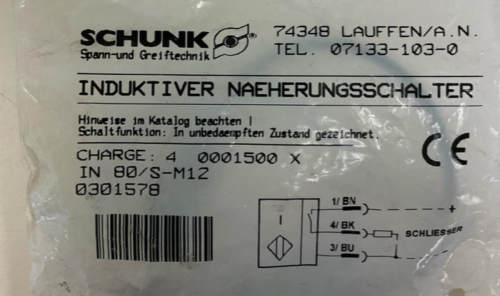 SCHUNK
Spann-und Greiftechnik
74348 LAUFFEN/A.N.
TEL. 07133-103-0
INDUKTIVER NAEHERUNGSSCHALTER
Hinweise im Katalog beachten !
Schaltfunktion: In unbedaempften Zustand gezeichnet.
CHARGE: 4 0001500 X
IN 80/S-M12
0301578
CE
1/ BN
+
4/ BK
SCHLIESSER
3/ BU
-
I